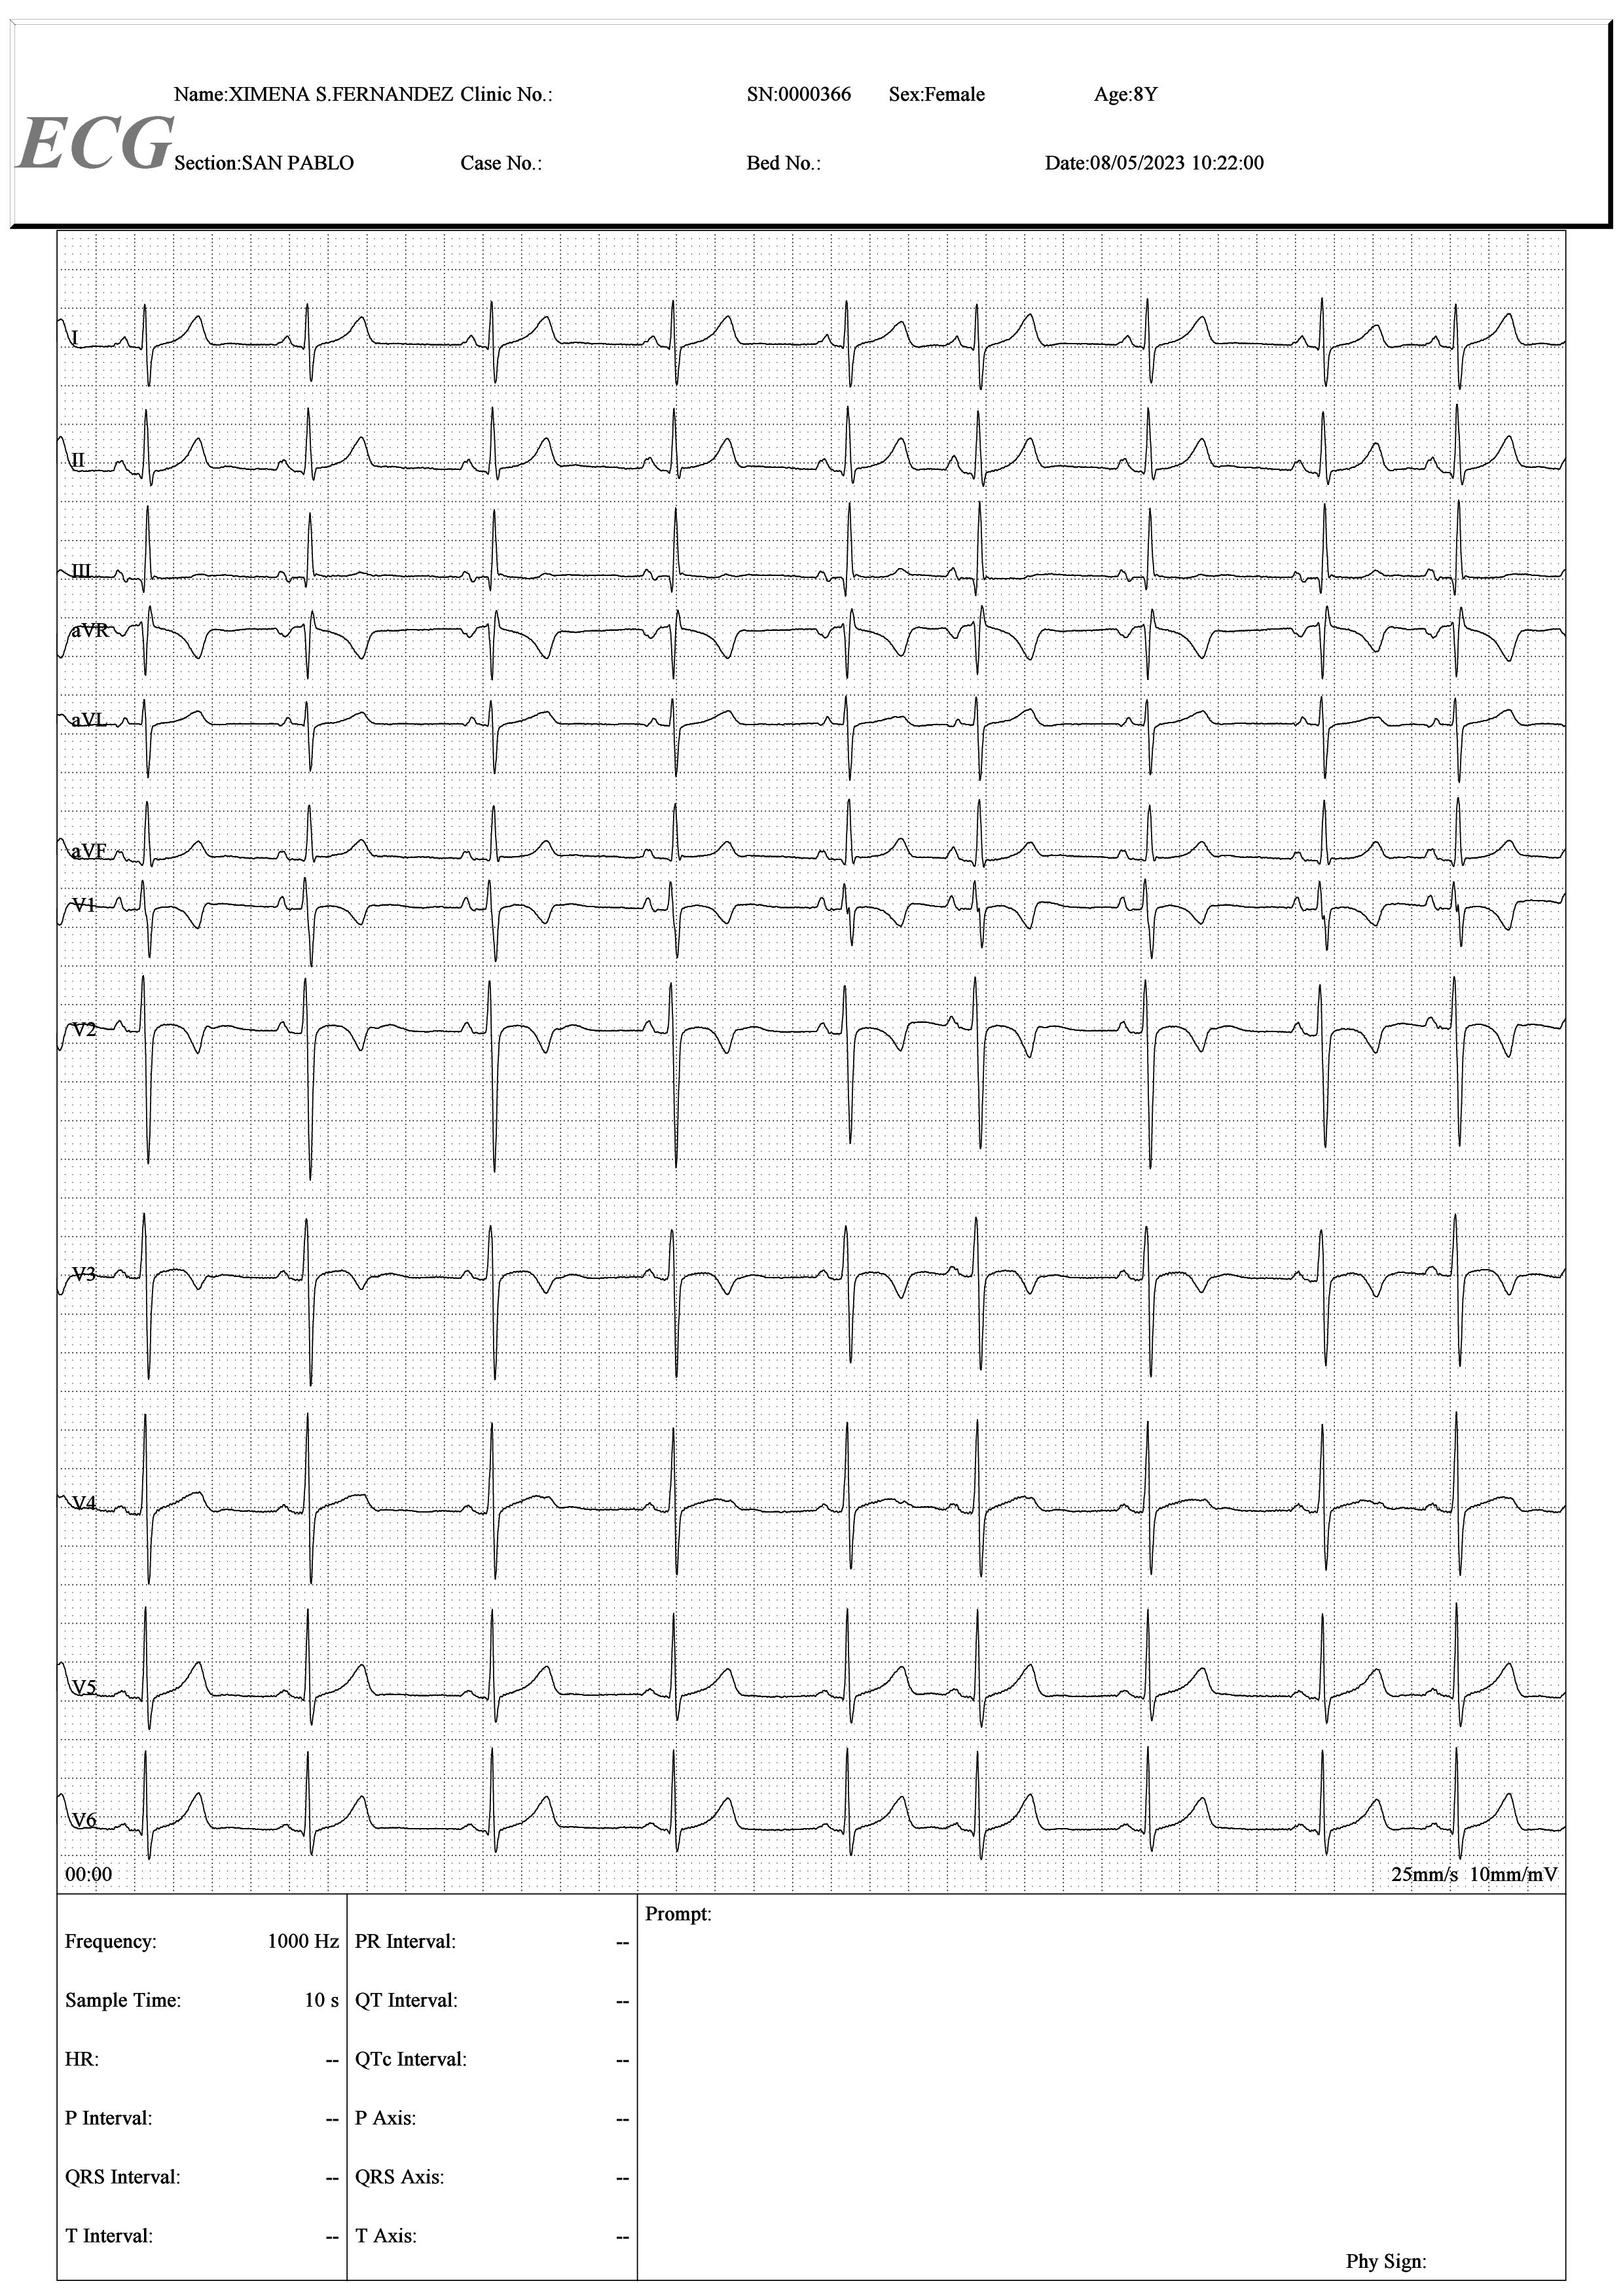 ECG
Name:XIMENA S.FERNANDEZ Clinic No.: SN:0000366 Sex:Female Age:8Y
Section:SAN PABLO Case No.: Bed No.: Date:08/05/2023 10:22:00
I
II
III
aVR
aVL
aVF
V1
V2
V3
V4
V5
V6
00:00 25mm/s 10mm/mV
Frequency: 1000 Hz
Sample Time: 10 s
HR: --
P Interval: --
QRS Interval: --
T Interval: --
PR Interval: --
QT Interval: --
QTc Interval: --
P Axis: --
QRS Axis: --
T Axis: --
Prompt:
Phy Sign: